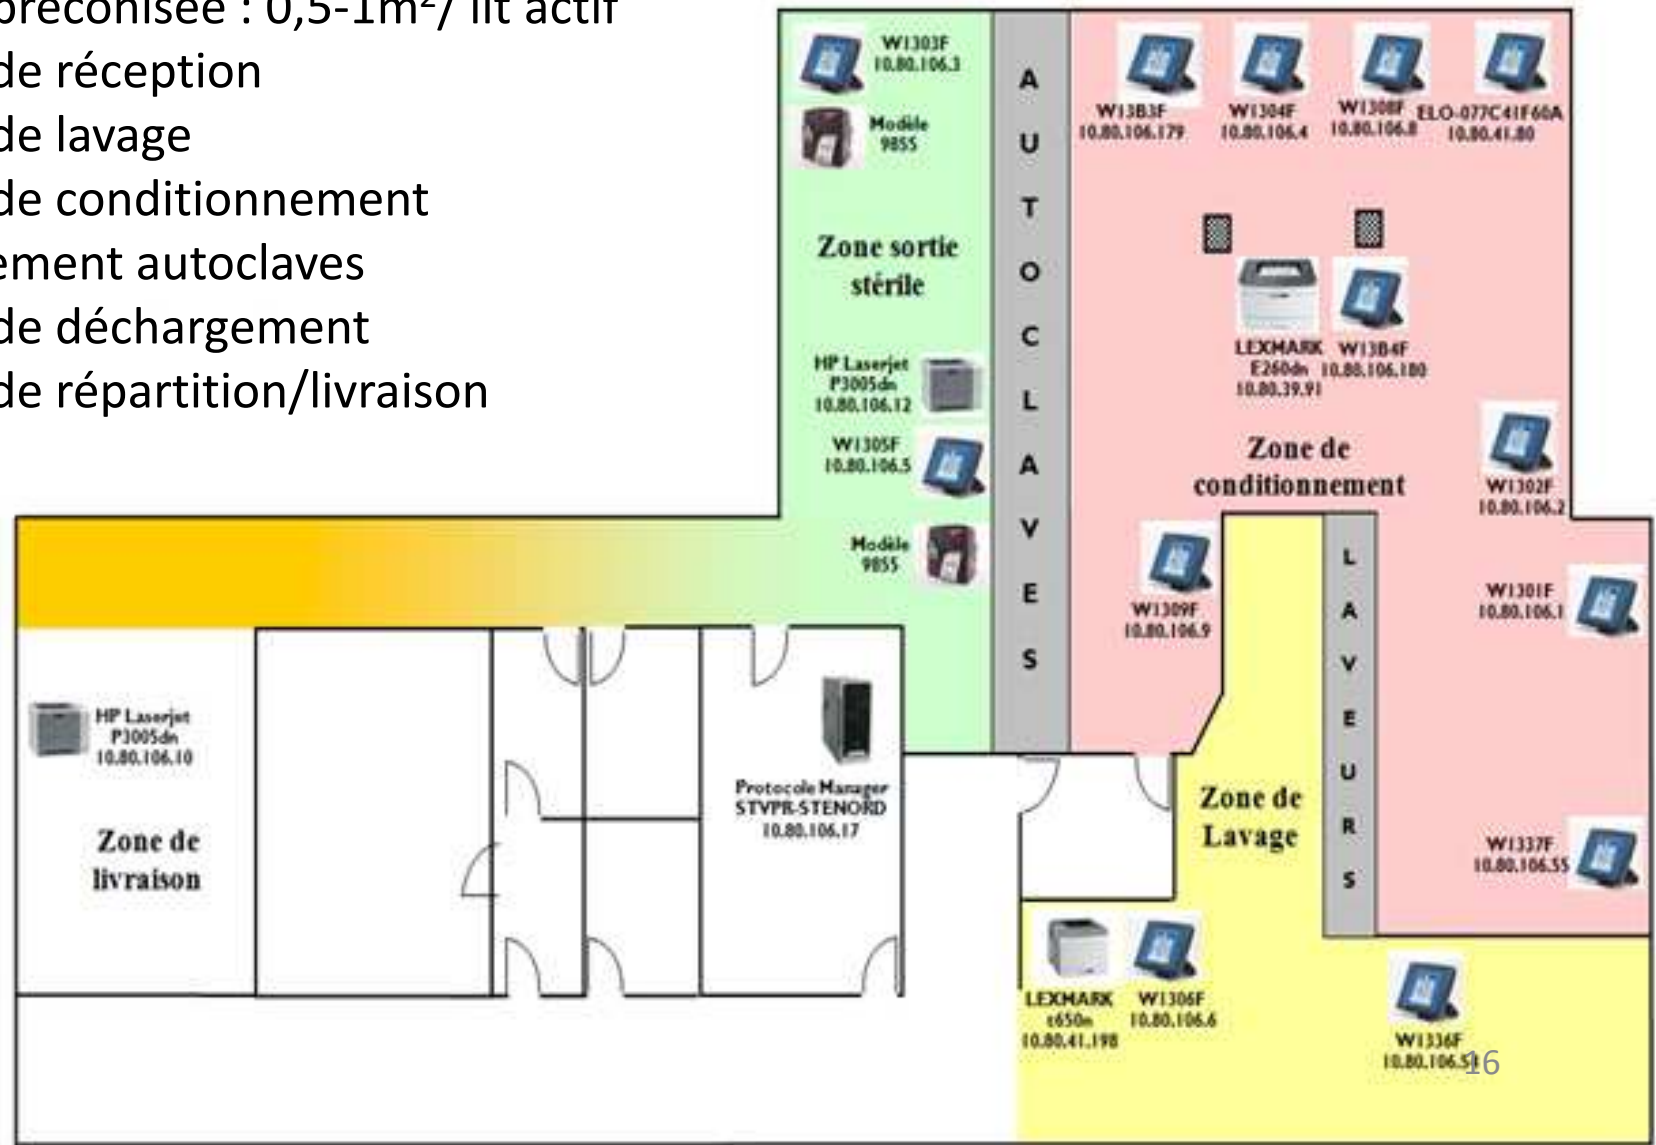 préconisée : 0,5-1m²/ lit actif
de réception
de lavage
de conditionnement
ement autoclaves
de déchargement
de répartition/livraison
W1303F
10.80.106.3
Modèle
9855
Zone sortie
stérile
HP Laserjet
P3005dn
10.80.106.12
W1305F
10.80.106.5
Modèle
9855
AUTOCLAVES
W13B3F
10.80.106.179
W1304F
10.80.106.4
W1308F
10.80.106.8
ELO-077C41F60A
10.80.41.80
LEXMARK
E260dn
10.80.39.91
W13B4F
10.80.106.180
Zone de
conditionnement
W1302F
10.80.106.2
W1309F
10.80.106.9
W1301F
10.80.106.1
LAVEURS
W1337F
10.80.106.55
HP Laserjet
P3005dn
10.80.106.10
Zone de
livraison
Protocole Manager
STVPR-STENORD
10.80.106.17
Zone de
Lavage
LEXMARK
t650n
10.80.41.198
W1306F
10.80.106.6
W1336F
16